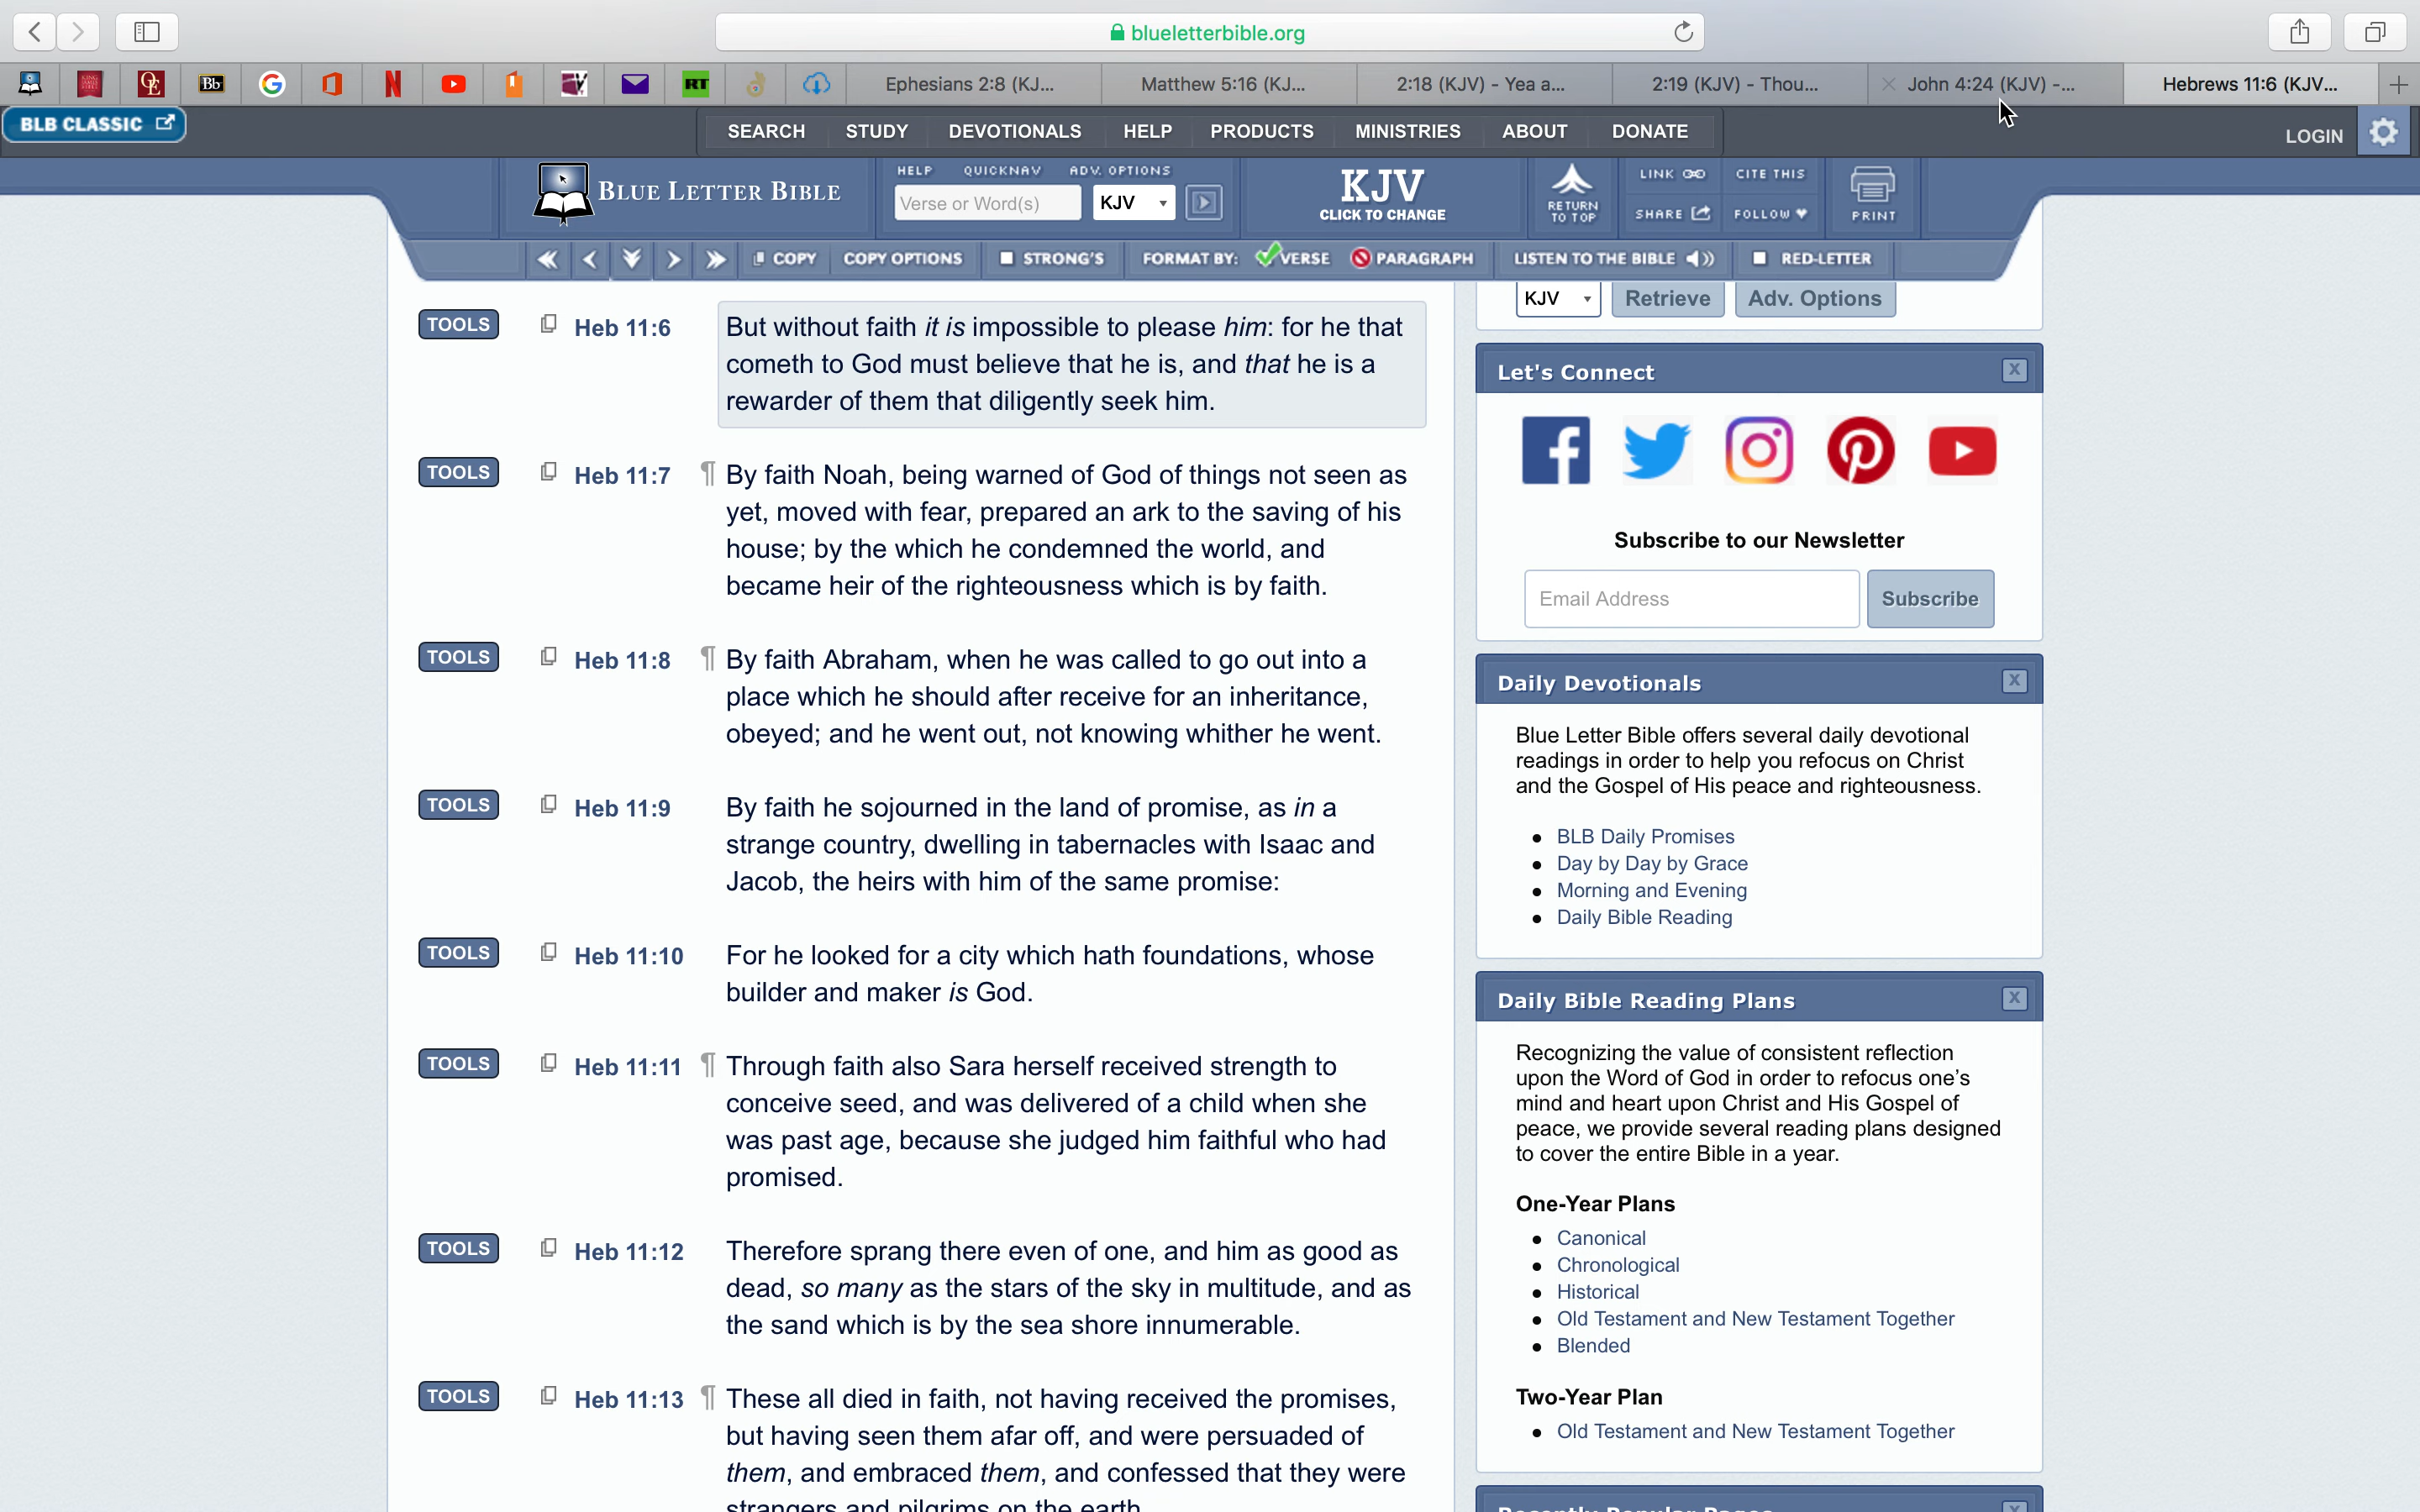 blueletterbible.org
Bb
RT
Ephesians 2:8 (KJ...
Matthew 5:16 (KJ...
2:18 (KJV) - Yea a...
2:19 (KJV) - Thou...
John 4:24 (KJV) -...
Hebrews 11:6 (KJV...
BLB CLASSIC
SEARCH STUDY DEVOTIONALS HELP PRODUCTS MINISTRIES ABOUT DONATE
LOGIN
BLUE LETTER BIBLE
HELP QUICKNAV ADV. OPTIONS
Verse or Word(s) KJV
KJV
CLICK TO CHANGE
RETURN
TO TOP
LINK CITE THIS
SHARE FOLLOW
PRINT
COPY COPY OPTIONS STRONG'S FORMAT BY: VERSE PARAGRAPH LISTEN TO THE BIBLE RED-LETTER
TOOLS Heb 11:6 But without faith it is impossible to please him: for he that
cometh to God must believe that he is, and that he is a
rewarder of them that diligently seek him.
TOOLS Heb 11:7 ¶ By faith Noah, being warned of God of things not seen as
yet, moved with fear, prepared an ark to the saving of his
house; by the which he condemned the world, and
became heir of the righteousness which is by faith.
TOOLS Heb 11:8 ¶ By faith Abraham, when he was called to go out into a
place which he should after receive for an inheritance,
obeyed; and he went out, not knowing whither he went.
TOOLS Heb 11:9 By faith he sojourned in the land of promise, as in a
strange country, dwelling in tabernacles with Isaac and
Jacob, the heirs with him of the same promise:
TOOLS Heb 11:10 For he looked for a city which hath foundations, whose
builder and maker is God.
TOOLS Heb 11:11 ¶ Through faith also Sara herself received strength to
conceive seed, and was delivered of a child when she
was past age, because she judged him faithful who had
promised.
TOOLS Heb 11:12 Therefore sprang there even of one, and him as good as
dead, so many as the stars of the sky in multitude, and as
the sand which is by the sea shore innumerable.
TOOLS Heb 11:13 ¶ These all died in faith, not having received the promises,
but having seen them afar off, and were persuaded of
them, and embraced them, and confessed that they were
strangers and pilgrims on the earth.
KJV Retrieve Adv. Options
Let's Connect X
Subscribe to our Newsletter
Email Address Subscribe
Daily Devotionals X
Blue Letter Bible offers several daily devotional
readings in order to help you refocus on Christ
and the Gospel of His peace and righteousness.
BLB Daily Promises
Day by Day by Grace
Morning and Evening
Daily Bible Reading
Daily Bible Reading Plans X
Recognizing the value of consistent reflection
upon the Word of God in order to refocus one's
mind and heart upon Christ and His Gospel of
peace, we provide several reading plans designed
to cover the entire Bible in a year.
One-Year Plans
Canonical
Chronological
Historical
Old Testament and New Testament Together
Blended
Two-Year Plan
Old Testament and New Testament Together
Recently Popular Pages X